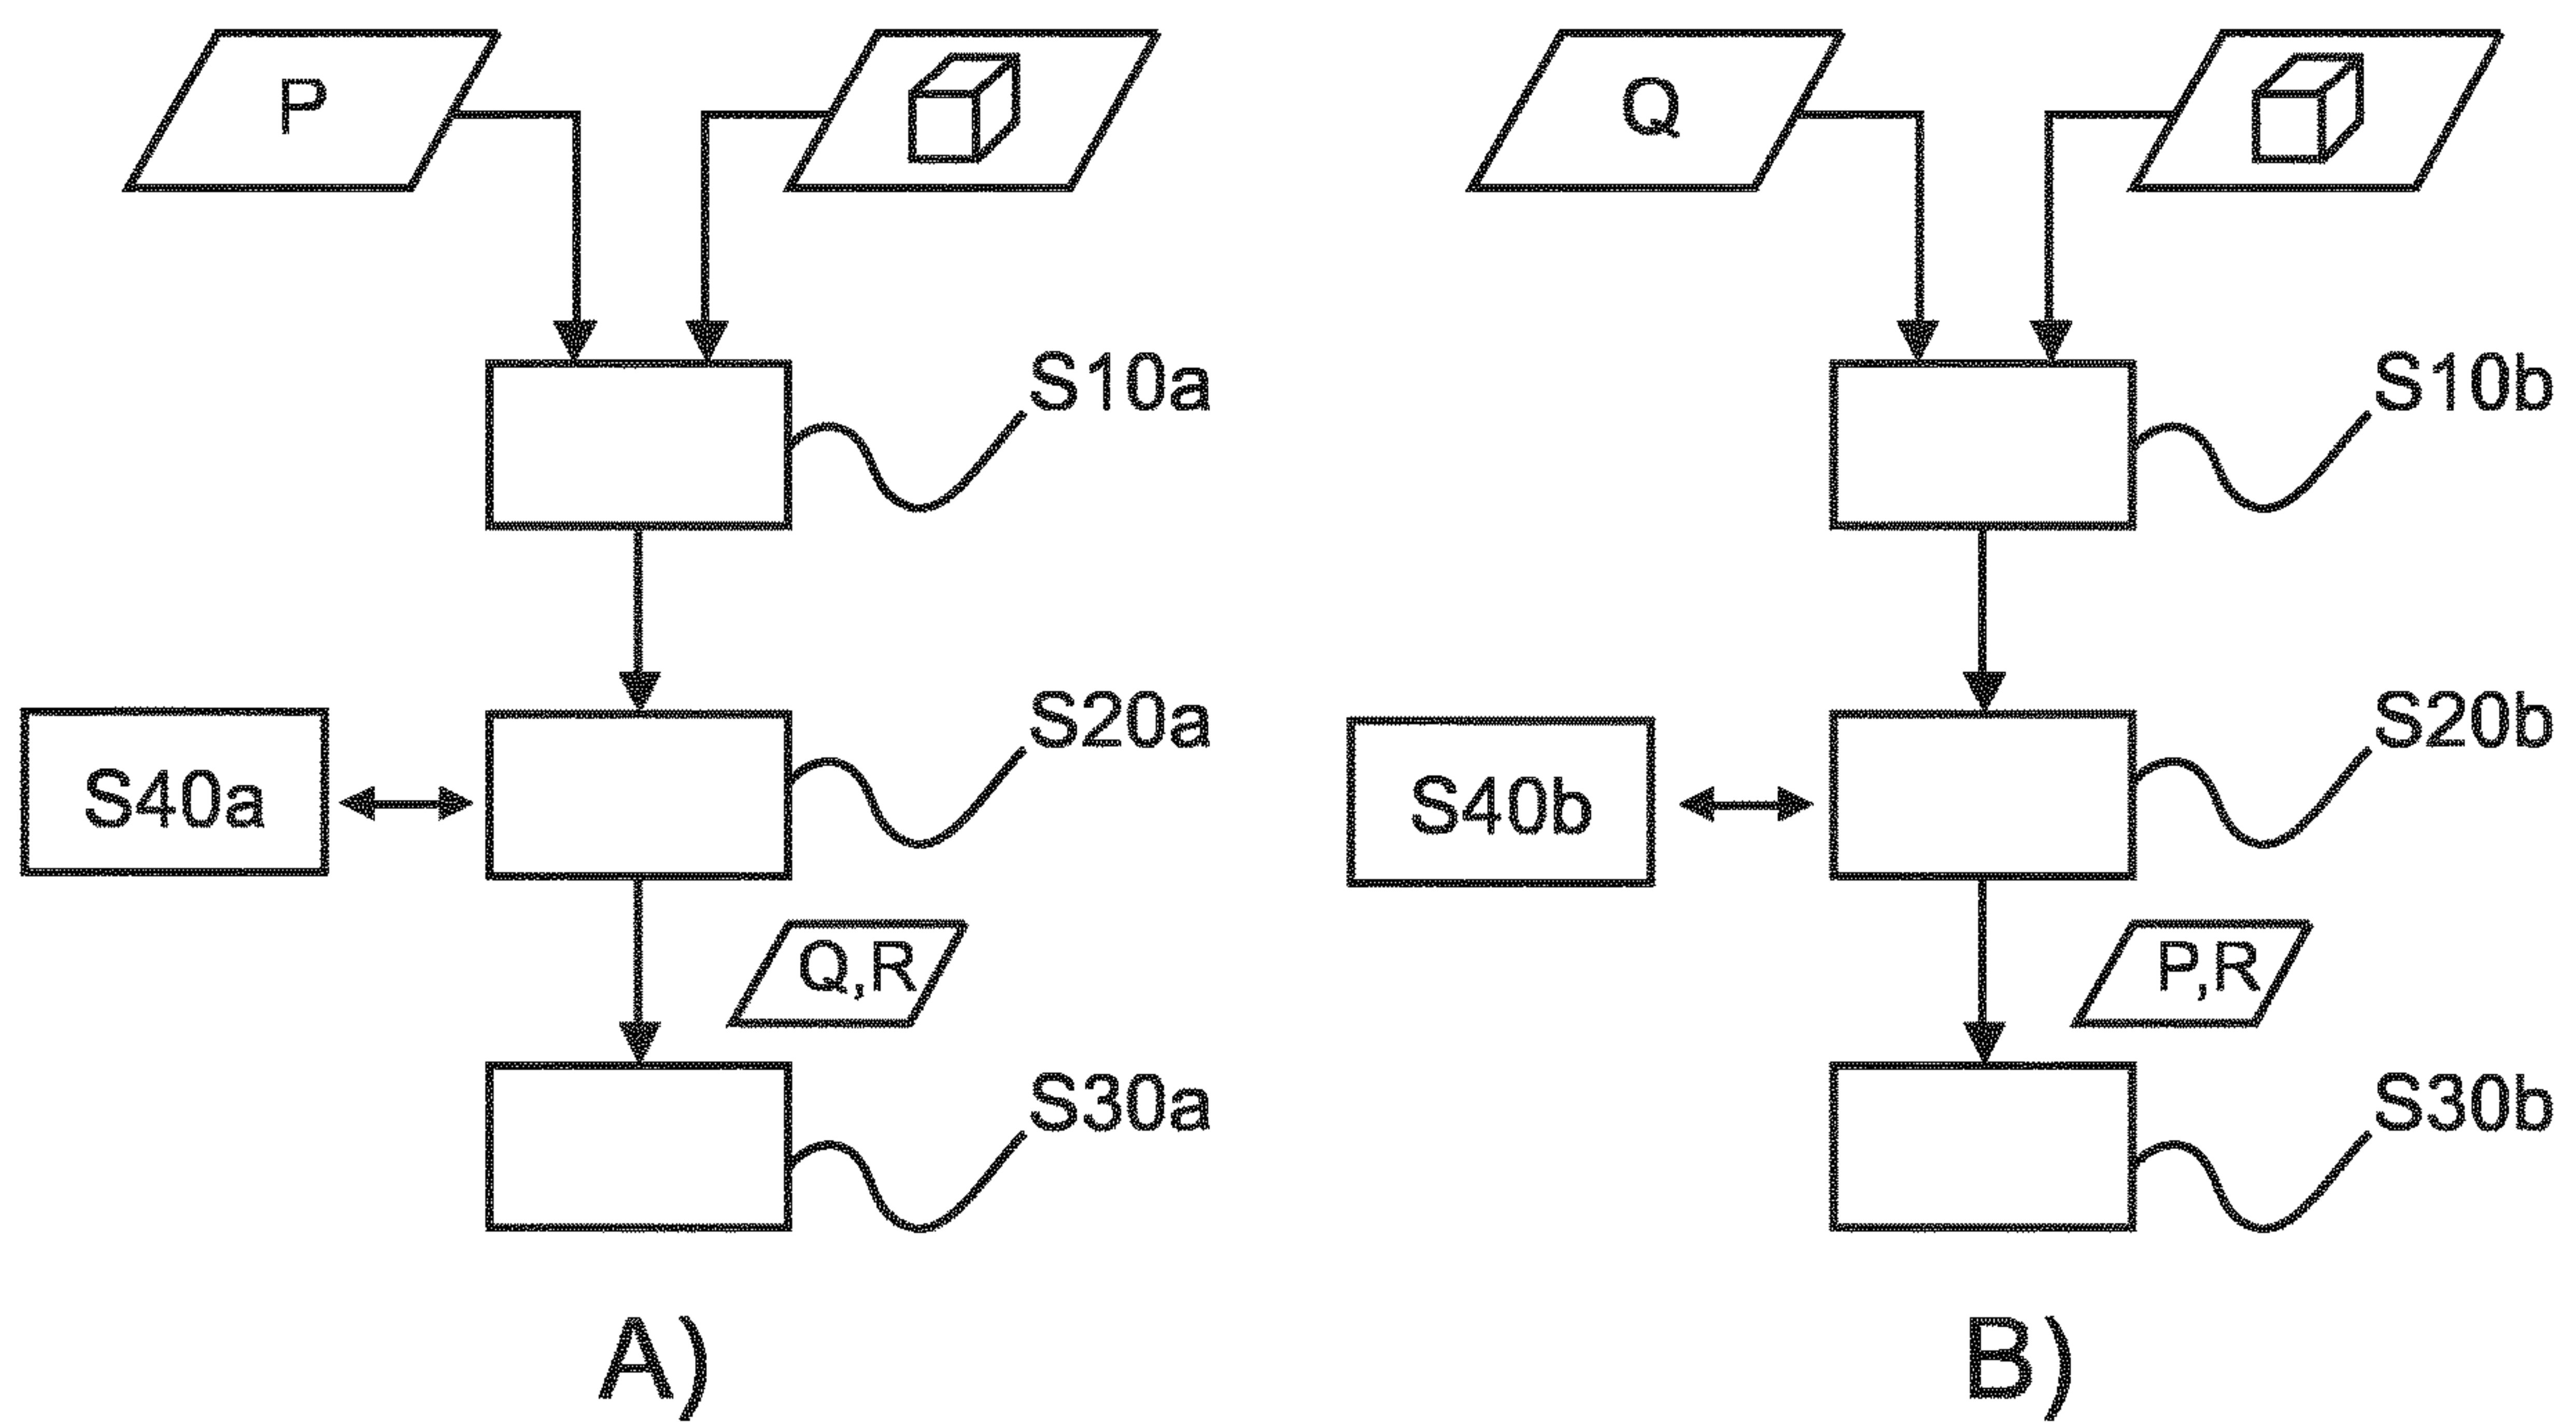 P
Q
S10a
S10b
S20a
S20b
S40a
S40b
Q,R
P,R
S30a
S30b
A)
B)